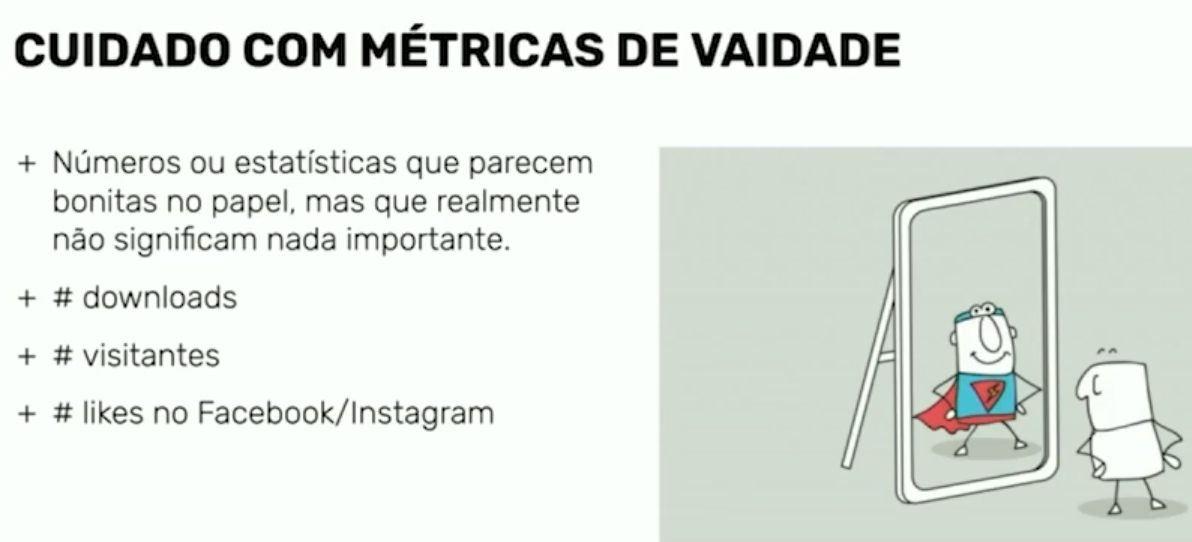 CUIDADO COM MÉTRICAS DE VAIDADE
+ Números ou estatísticas que parecem
bonitas no papel, mas que realmente
não significam nada importante.
+ # downloads
+ # visitantes
+ # likes no Facebook/Instagram